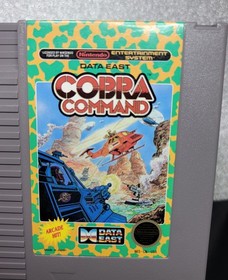 LICENSED BY NINTENDO
FOR PLAY ON THE
Nintendo
ENTERTAINMENT
SYSTEM
DATA EAST
COBRA
COMMAND
ARCADE
HIT!
DATA
EAST